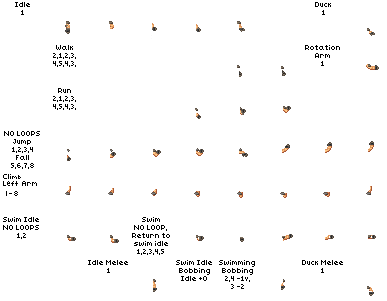 Idle
1
Duck
1
Walk
2,1,2,3,
4,5,4,3,
Rotation
Arm
1
Run
2,1,2,3,
4,5,4,3,
NO LOOPS
Jump
1,2,3,4
Fall
5,6,7,8
Climb
Left Arm
1 - 8
Swim Idle
NO LOOPS
1,2
Swim
NO LOOP,
Return to
swim idle
1,2,3,4,5
Idle Melee
1
Swim Idle
Bobbing
Idle +0
Swimming
Bobbing
2,4 -1v,
3 -2
Duck Melee
1